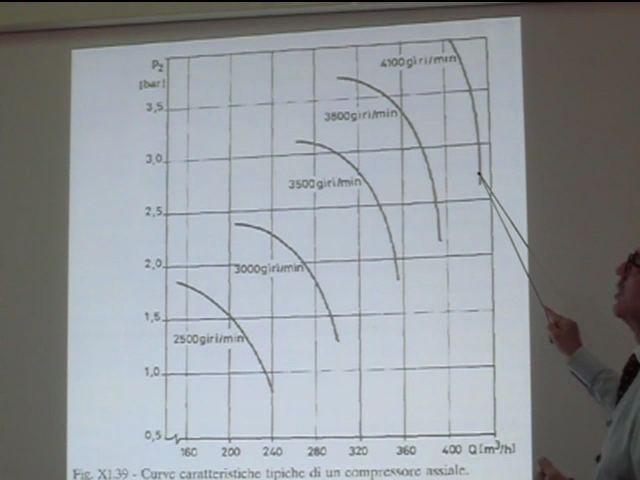 P₂
[bar]
4100giri/min
3,5
3800giri/min
3,0
3500giri/min
2,5
2,0
3000giri/min
1,5
2500giri/min
1,0
0,5
160 200 240 280 320 360 400 Q[m³/h]
Fig. XI.39 - Curve caratteristiche tipiche di un compressore assiale.